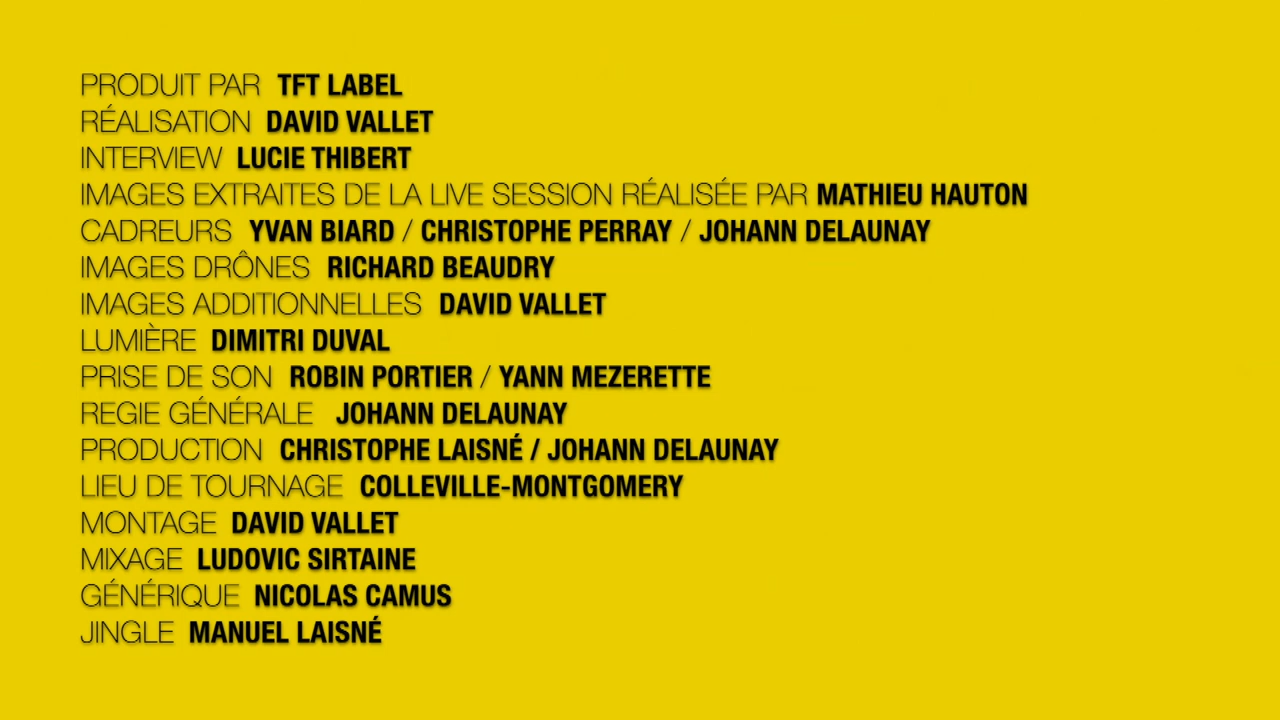 PRODUIT PAR TFT LABEL
RÉALISATION DAVID VALLET
INTERVIEW LUCIE THIBERT
IMAGES EXTRAITES DE LA LIVE SESSION RÉALISÉE PAR MATHIEU HAUTON
CADREURS YVAN BIARD / CHRISTOPHE PERRAY / JOHANN DELAUNAY
IMAGES DRÔNES RICHARD BEAUDRY
IMAGES ADDITIONNELLES DAVID VALLET
LUMIÈRE DIMITRI DUVAL
PRISE DE SON ROBIN PORTIER / YANN MEZERETTE
REGIE GÉNÉRALE JOHANN DELAUNAY
PRODUCTION CHRISTOPHE LAISNÉ / JOHANN DELAUNAY
LIEU DE TOURNAGE COLLEVILLE-MONTGOMERY
MONTAGE DAVID VALLET
MIXAGE LUDOVIC SIRTAINE
GÉNÉRIQUE NICOLAS CAMUS
JINGLE MANUEL LAISNÉ